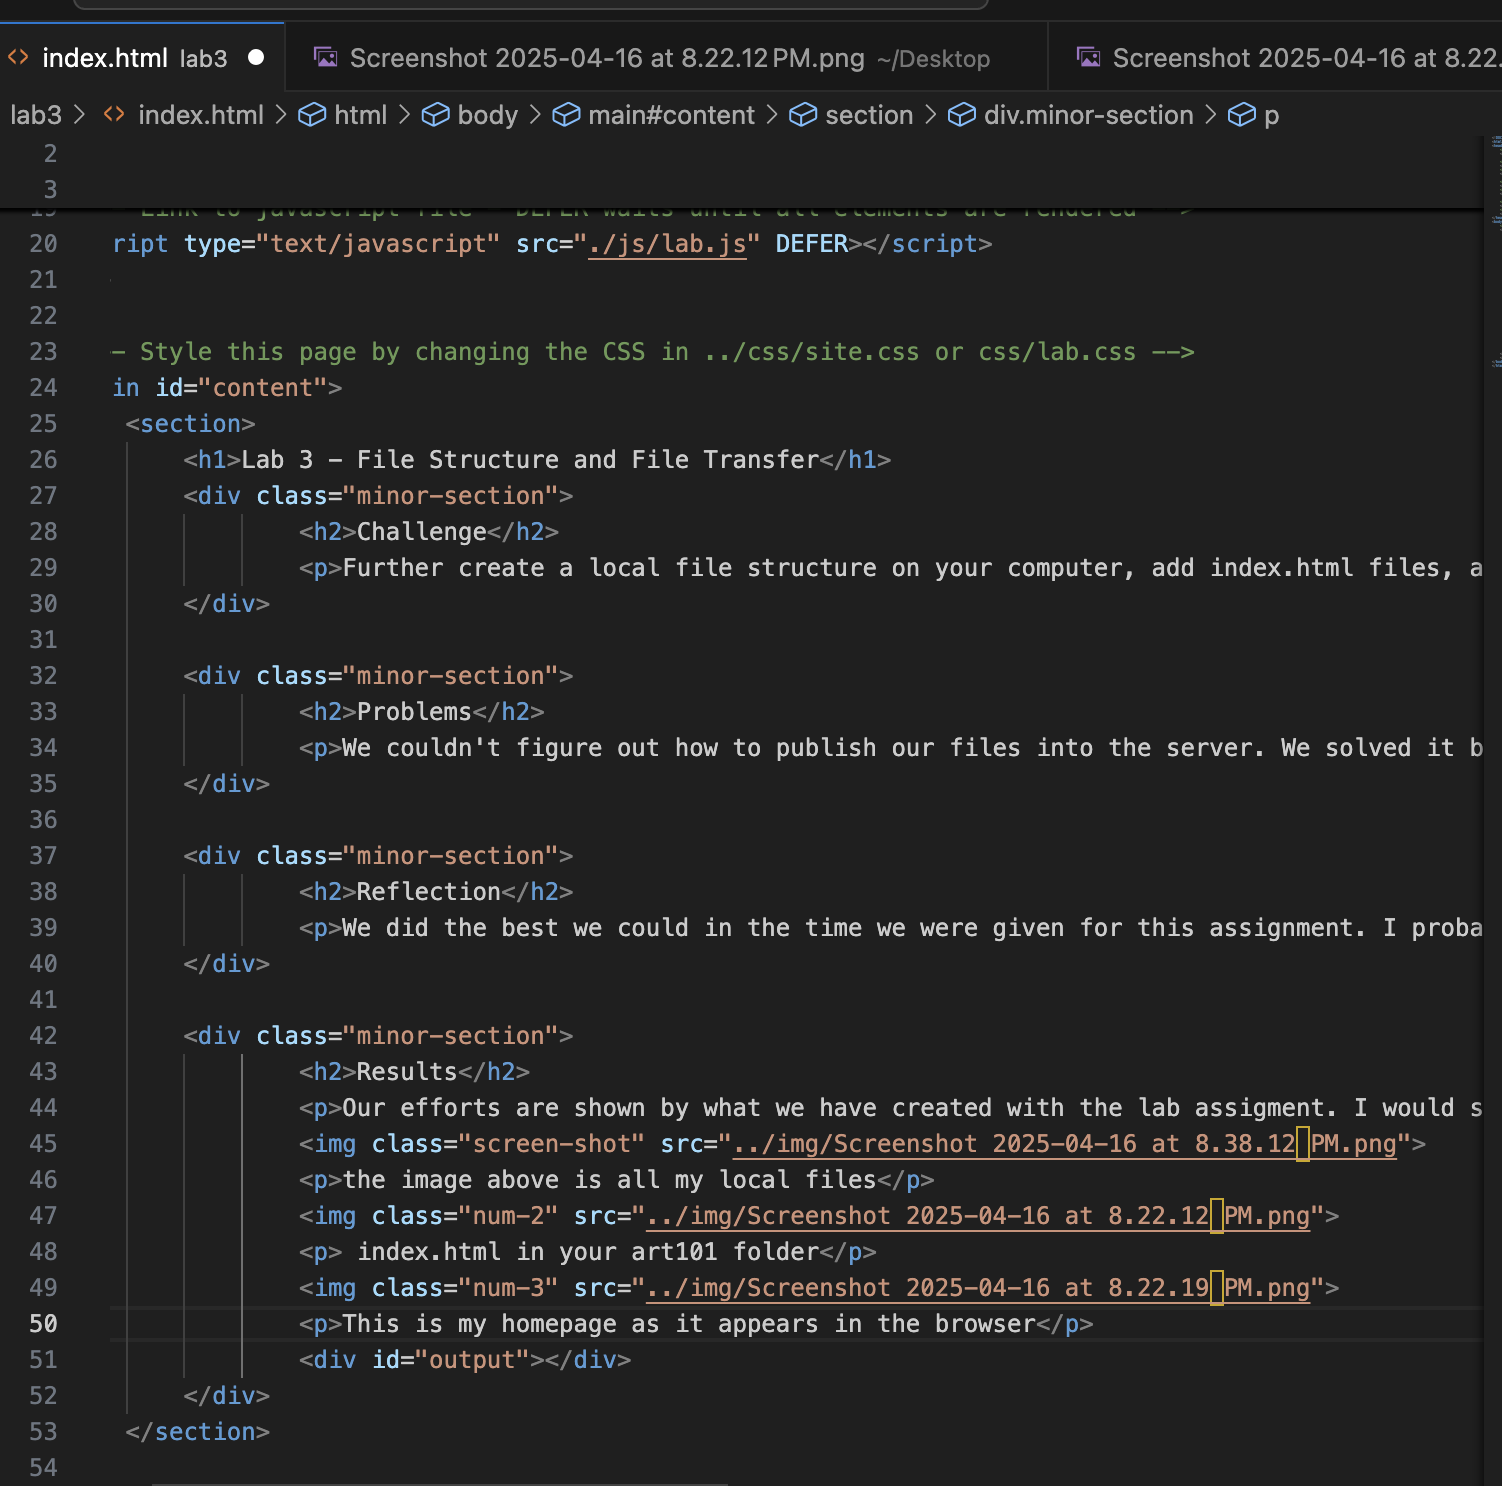 index.html lab3 Screenshot 2025-04-16 at 8.22.12 PM.png ~/Desktop Screenshot 2025-04-16 at 8.22.
lab3 > index.html > html > body > main#content > section > div.minor-section > p
2
3
19 Link to javascript file - DEFER waits until all elements are rendered -->
20 ript type="text/javascript" src="./js/lab.js" DEFER></script>
21
22
23 - Style this page by changing the CSS in ../css/site.css or css/lab.css -->
24 in id="content">
25 <section>
26 <h1>Lab 3 - File Structure and File Transfer</h1>
27 <div class="minor-section">
28 <h2>Challenge</h2>
29 <p>Further create a local file structure on your computer, add index.html files, a
30 </div>
31
32 <div class="minor-section">
33 <h2>Problems</h2>
34 <p>We couldn't figure out how to publish our files into the server. We solved it b
35 </div>
36
37 <div class="minor-section">
38 <h2>Reflection</h2>
39 <p>We did the best we could in the time we were given for this assignment. I proba
40 </div>
41
42 <div class="minor-section">
43 <h2>Results</h2>
44 <p>Our efforts are shown by what we have created with the lab assigment. I would s
45 <img class="screen-shot" src="../img/Screenshot 2025-04-16 at 8.38.12 PM.png">
46 <p>the image above is all my local files</p>
47 <img class="num-2" src="../img/Screenshot 2025-04-16 at 8.22.12 PM.png">
48 <p> index.html in your art101 folder</p>
49 <img class="num-3" src="../img/Screenshot 2025-04-16 at 8.22.19 PM.png">
50 <p>This is my homepage as it appears in the browser</p>
51 <div id="output"></div>
52 </div>
53 </section>
54